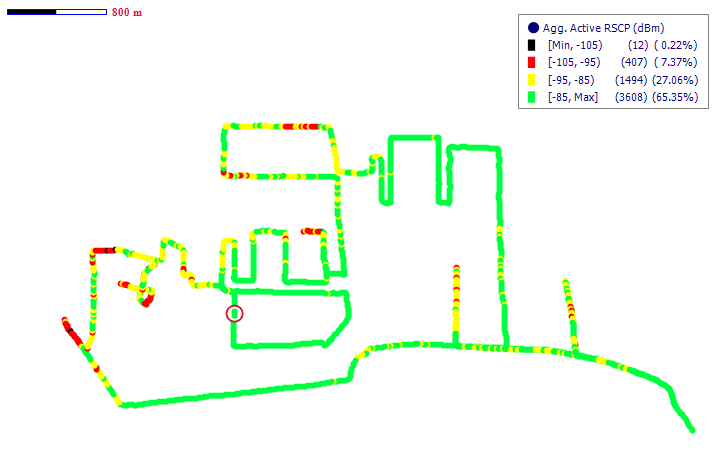 800 m
Agg. Active RSCP (dBm)
[Min, -105) (12) ( 0.22%)
[-105, -95) (407) ( 7.37%)
[-95, -85) (1494) (27.06%)
[-85, Max] (3608) (65.35%)